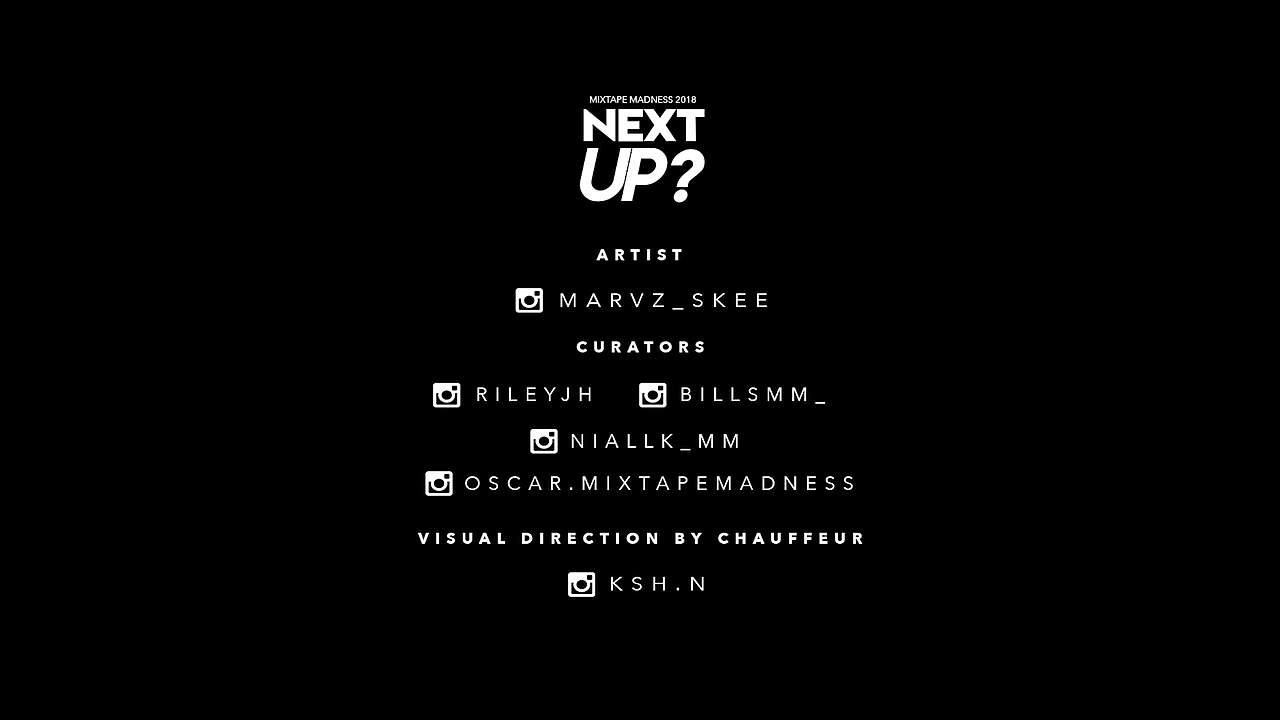 MIXTAPE MADNESS 2018
NEXT
UP?
ARTIST
MARVZ_SKEE
CURATORS
RILEYJH BILLSMM_
NIALLK_MM
OSCAR.MIXTAPEMADNESS
VISUAL DIRECTION BY CHAUFFEUR
KSH.N